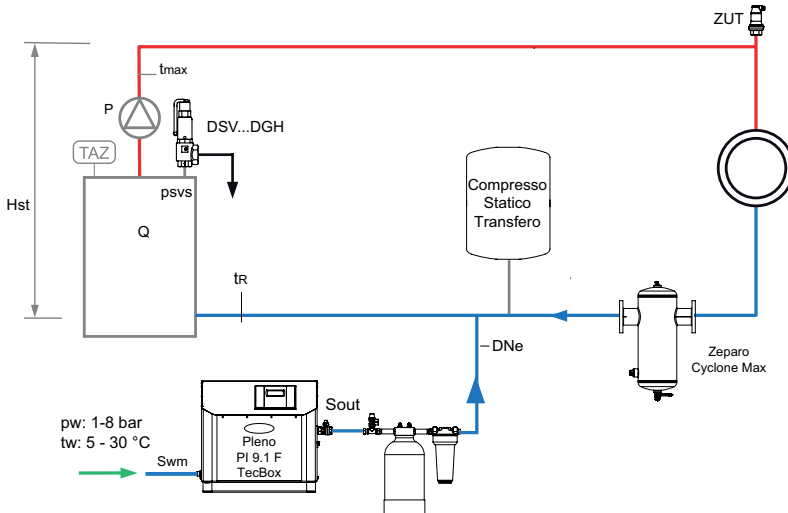 ZUT
tmax
P
DSV...DGH
TAZ
psvs
Hst
Q
Compresso
Statico
Transfero
tR
DNe
Zeparo
Cyclone Max
Sout
pw: 1-8 bar
tw: 5 - 30 °C
Pleno
PI 9.1 F
TecBox
Swm